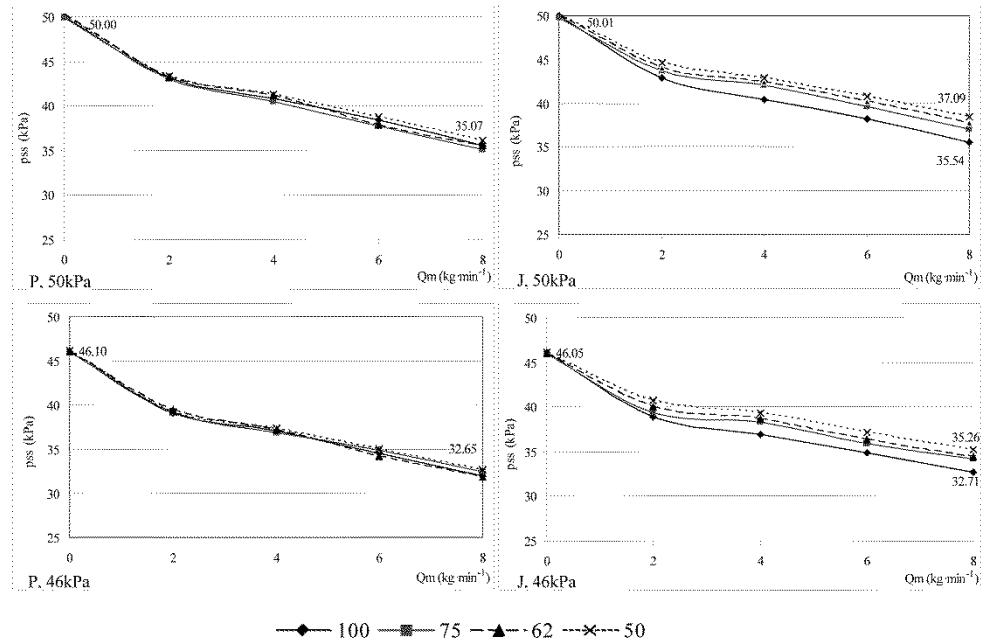 50
45
40
35
30
25
pss (kPa)
50.00
35.07
0 2 4 6 8
Qm (kg·min⁻¹)
P, 50kPa
50
45
40
35
30
25
pss (kPa)
50.01
37.09
35.54
0 2 4 6 8
Qm (kg·min⁻¹)
J, 50kPa
50
45
40
35
30
25
pss (kPa)
46.10
32.65
0 2 4 6 8
Qm (kg·min⁻¹)
P, 46kPa
50
45
40
35
30
25
pss (kPa)
46.05
35.26
32.71
0 2 4 6 8
Qm (kg·min⁻¹)
J, 46kPa
100 75 62 50